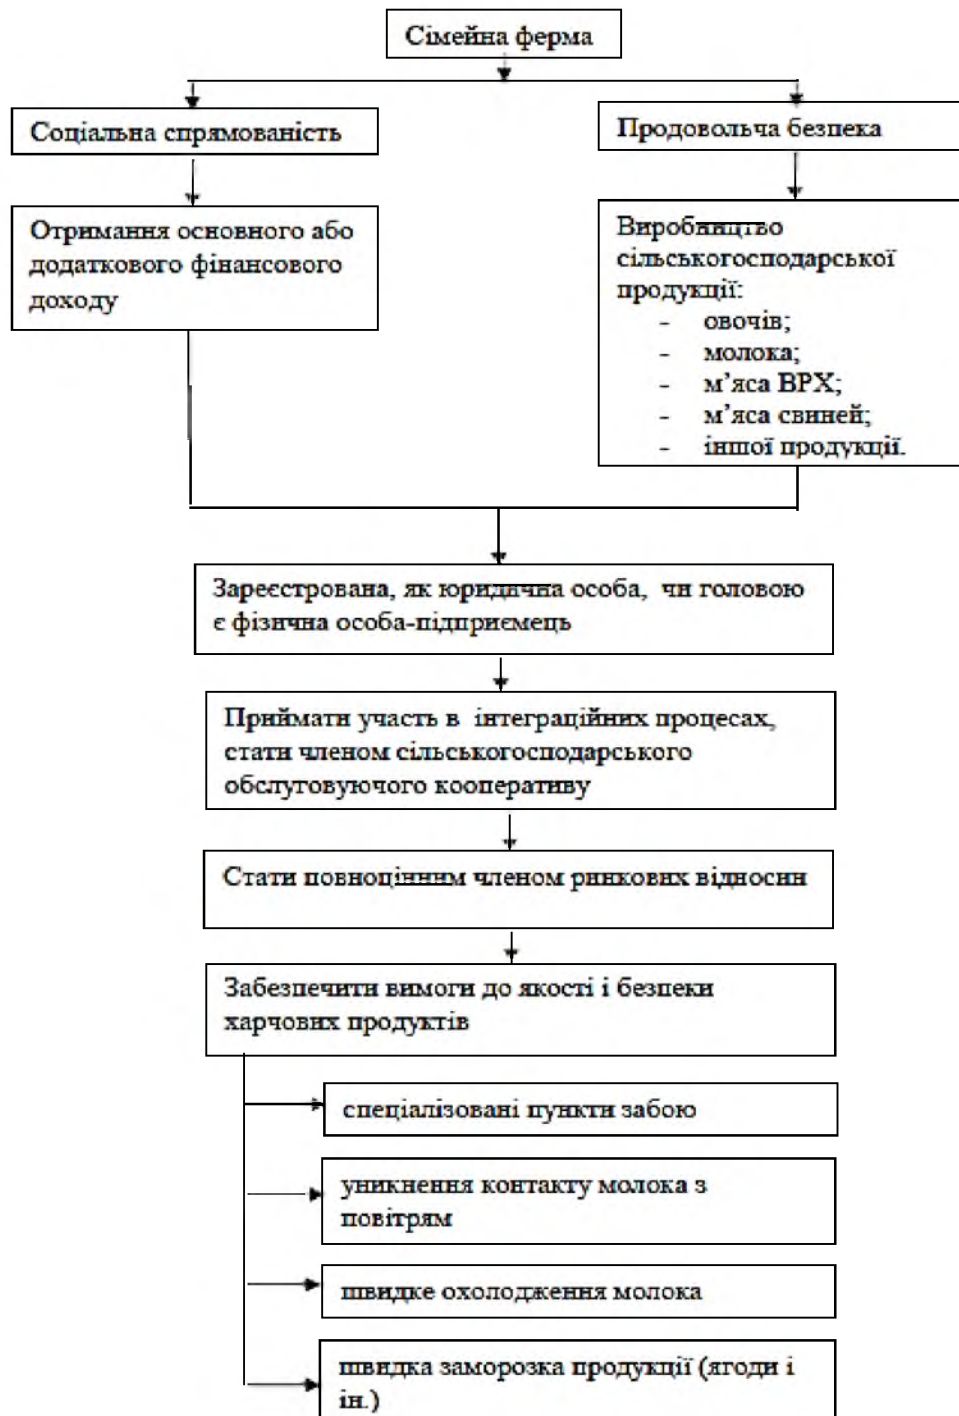 Сімейна ферма
Соціальна спрямованість
Продовольча безпека
Отримання основного або
додаткового фінансового
доходу
Виробництво
сільськогосподарської
продукції:
- овочів;
- молока;
- м’яса ВРХ;
- м’яса свиней;
- іншої продукції.
Зареєстрована, як юридична особа, чи головою
є фізична особа-підприємець
Приймати участь в інтеграційних процесах,
стати членом сільськогосподарського
обслуговуючого кооперативу
Стати повноцінним членом ринкових відносин
Забезпечити вимоги до якості і безпеки
харчових продуктів
спеціалізовані пункти забою
уникнення контакту молока з
повітрям
швидке охолодження молока
швидка заморозка продукції (ягоди і
ін.)